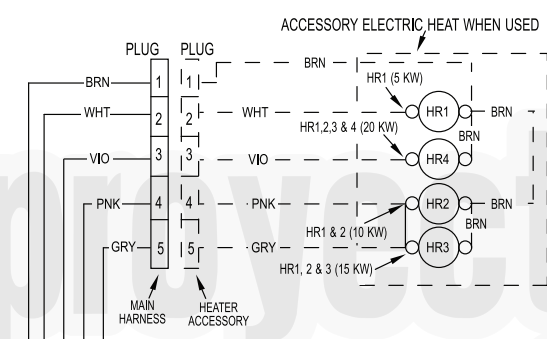 ACCESSORY ELECTRIC HEAT WHEN USED
PLUG PLUG
BRN 1 1 BRN
HR1 (5 KW)
WHT 2 2 WHT HR1 BRN
HR1,2,3 & 4 (20 KW) BRN
VIO 3 3 VIO HR4
PNK 4 4 PNK HR2 BRN
HR1 & 2 (10 KW) BRN
GRY 5 5 GRY HR3
HR1, 2 & 3 (15 KW)
MAIN HARNESS
HEATER ACCESSORY
proyect